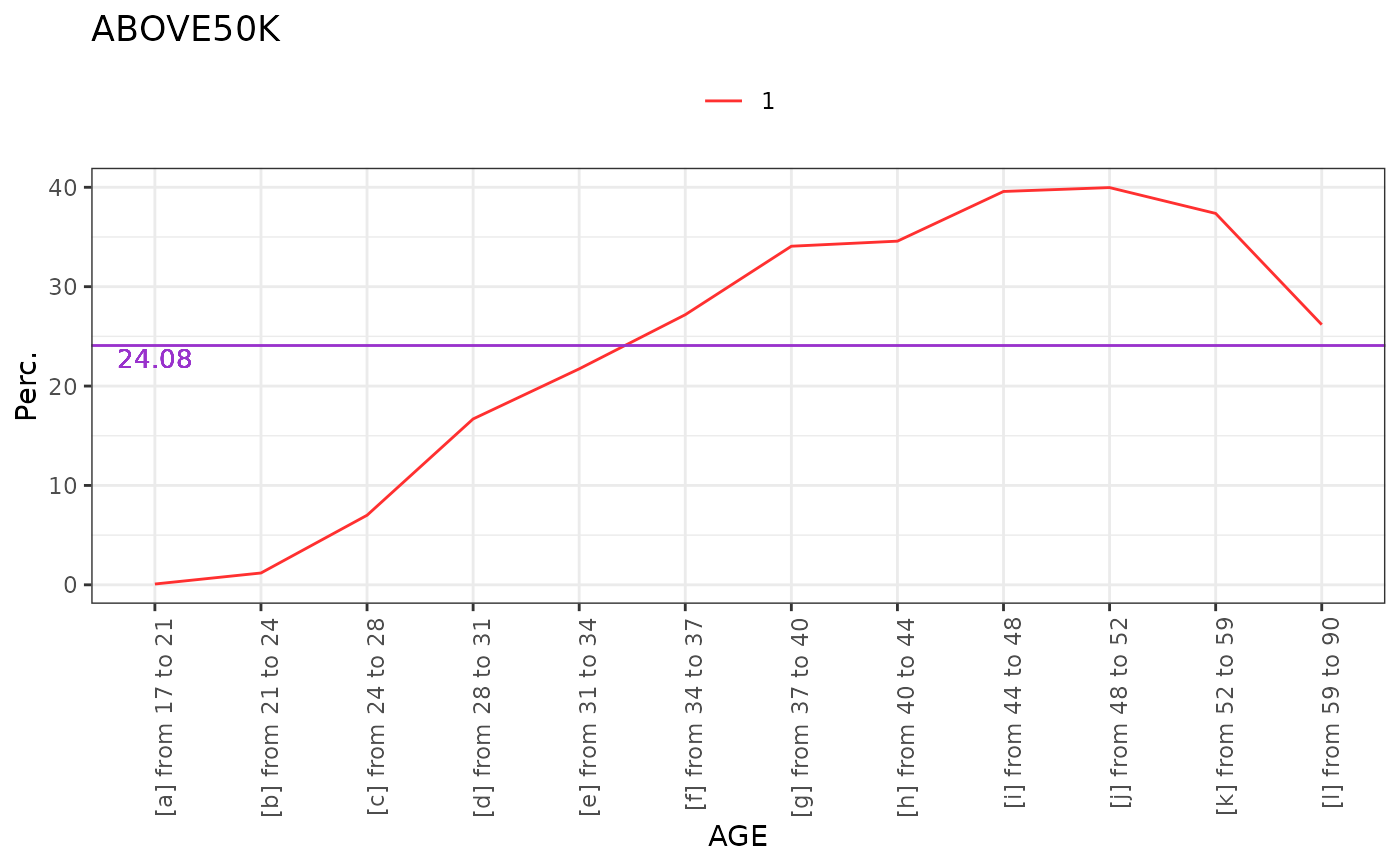 ABOVE50K
1
Perc.
40
30
24.08
20
10
0
[a] from 17 to 21
[b] from 21 to 24
[c] from 24 to 28
[d] from 28 to 31
[e] from 31 to 34
[f] from 34 to 37
[g] from 37 to 40
[h] from 40 to 44
[i] from 44 to 48
[j] from 48 to 52
[k] from 52 to 59
[l] from 59 to 90
AGE